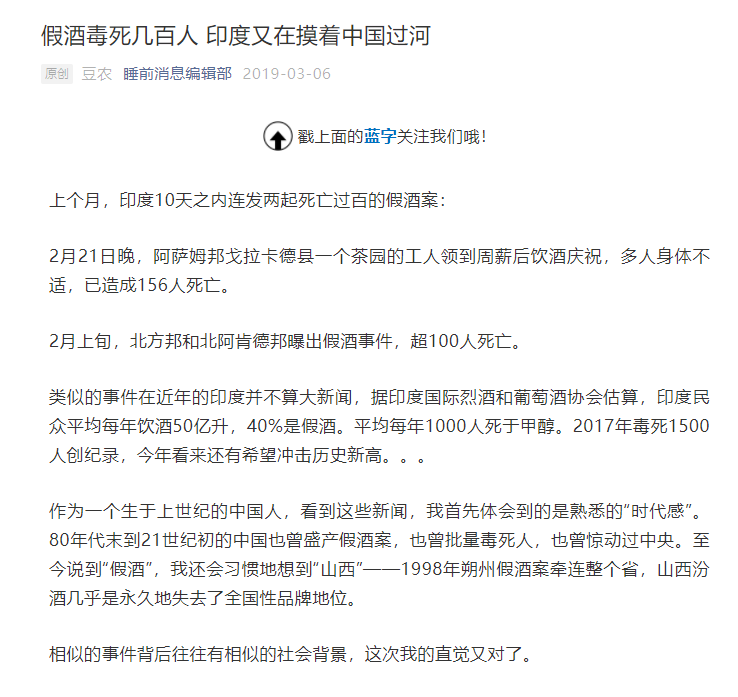 假酒毒死几百人 印度又在摸着中国过河
原创 豆农 睡前消息编辑部 2019-03-06
戳上面的蓝字关注我们哦！
上个月，印度10天之内连发两起死亡过百的假酒案：
2月21日晚，阿萨姆邦戈拉卡德县一个茶园的工人领到周薪后饮酒庆祝，多人身体不
适，已造成156人死亡。
2月上旬，北方邦和北阿肯德邦曝出假酒事件，超100人死亡。
类似的事件在近年的印度并不算大新闻，据印度国际烈酒和葡萄酒协会估算，印度民
众平均每年饮酒50亿升，40%是假酒。平均每年1000人死于甲醇。2017年毒死1500
人创纪录，今年看来还有希望冲击历史新高。。。
作为一个生于上世纪的中国人，看到这些新闻，我首先体会到的是熟悉的“时代感”。
80年代末到21世纪初的中国也曾盛产假酒案，也曾批量毒死人，也曾惊动过中央。至
今说到“假酒”，我还会习惯地想到“山西”——1998年朔州假酒案牵连整个省，山西汾
酒几乎是永久地失去了全国性品牌地位。
相似的事件背后往往有相似的社会背景，这次我的直觉又对了。